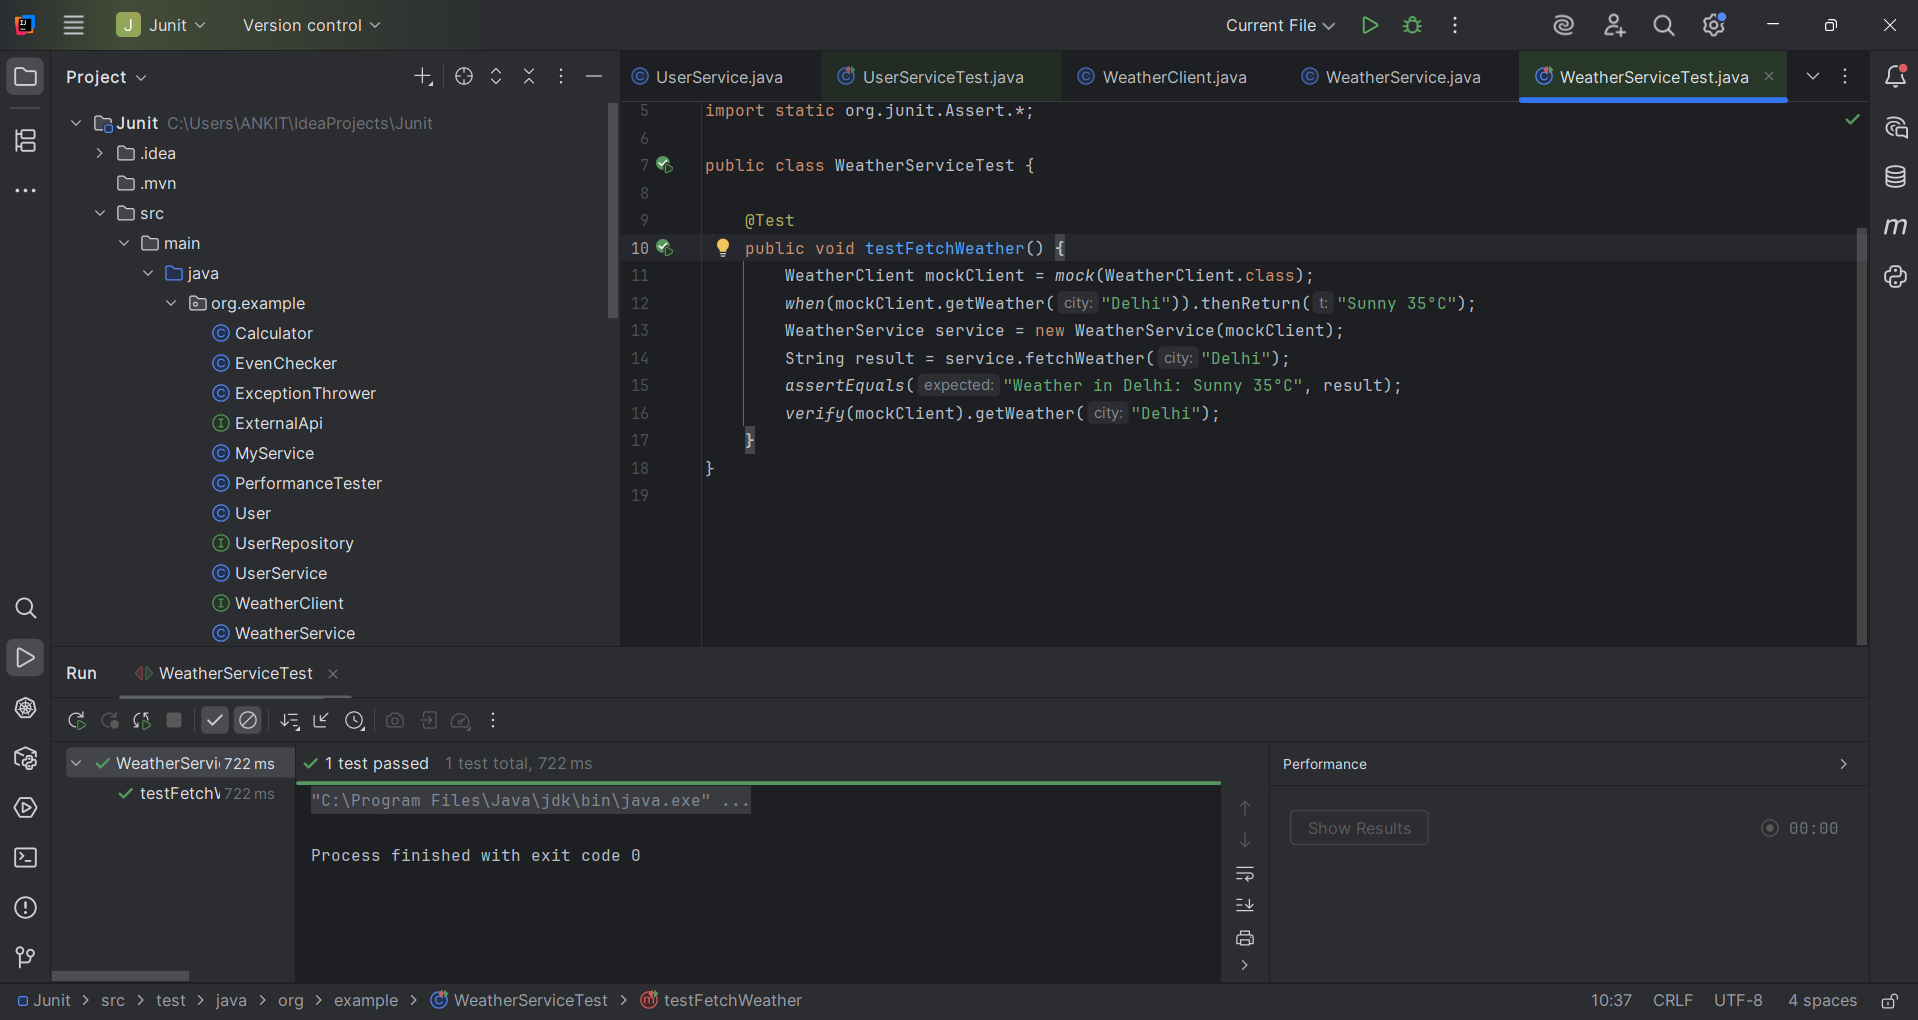 J Junit Version control Current File
Project
Junit C:\Users\ANKIT\IdeaProjects\Junit
.idea
.mvn
src
main
java
org.example
Calculator
EvenChecker
ExceptionThrower
ExternalApi
MyService
PerformanceTester
User
UserRepository
UserService
WeatherClient
WeatherService
UserService.java UserServiceTest.java WeatherClient.java WeatherService.java WeatherServiceTest.java
5 import static org.junit.Assert.*;
6
7 public class WeatherServiceTest {
8
9 @Test
10 public void testFetchWeather() {
11 WeatherClient mockClient = mock(WeatherClient.class);
12 when(mockClient.getWeather( city: "Delhi")).thenReturn( t: "Sunny 35°C");
13 WeatherService service = new WeatherService(mockClient);
14 String result = service.fetchWeather( city: "Delhi");
15 assertEquals( expected: "Weather in Delhi: Sunny 35°C", result);
16 verify(mockClient).getWeather( city: "Delhi");
17 }
18 }
19
Run WeatherServiceTest
WeatherServi 722 ms
testFetch 722 ms
1 test passed 1 test total, 722 ms
"C:\Program Files\Java\jdk\bin\java.exe" ...
Process finished with exit code 0
Performance
Show Results 00:00
Junit > src > test > java > org > example > WeatherServiceTest > testFetchWeather 10:37 CRLF UTF-8 4 spaces